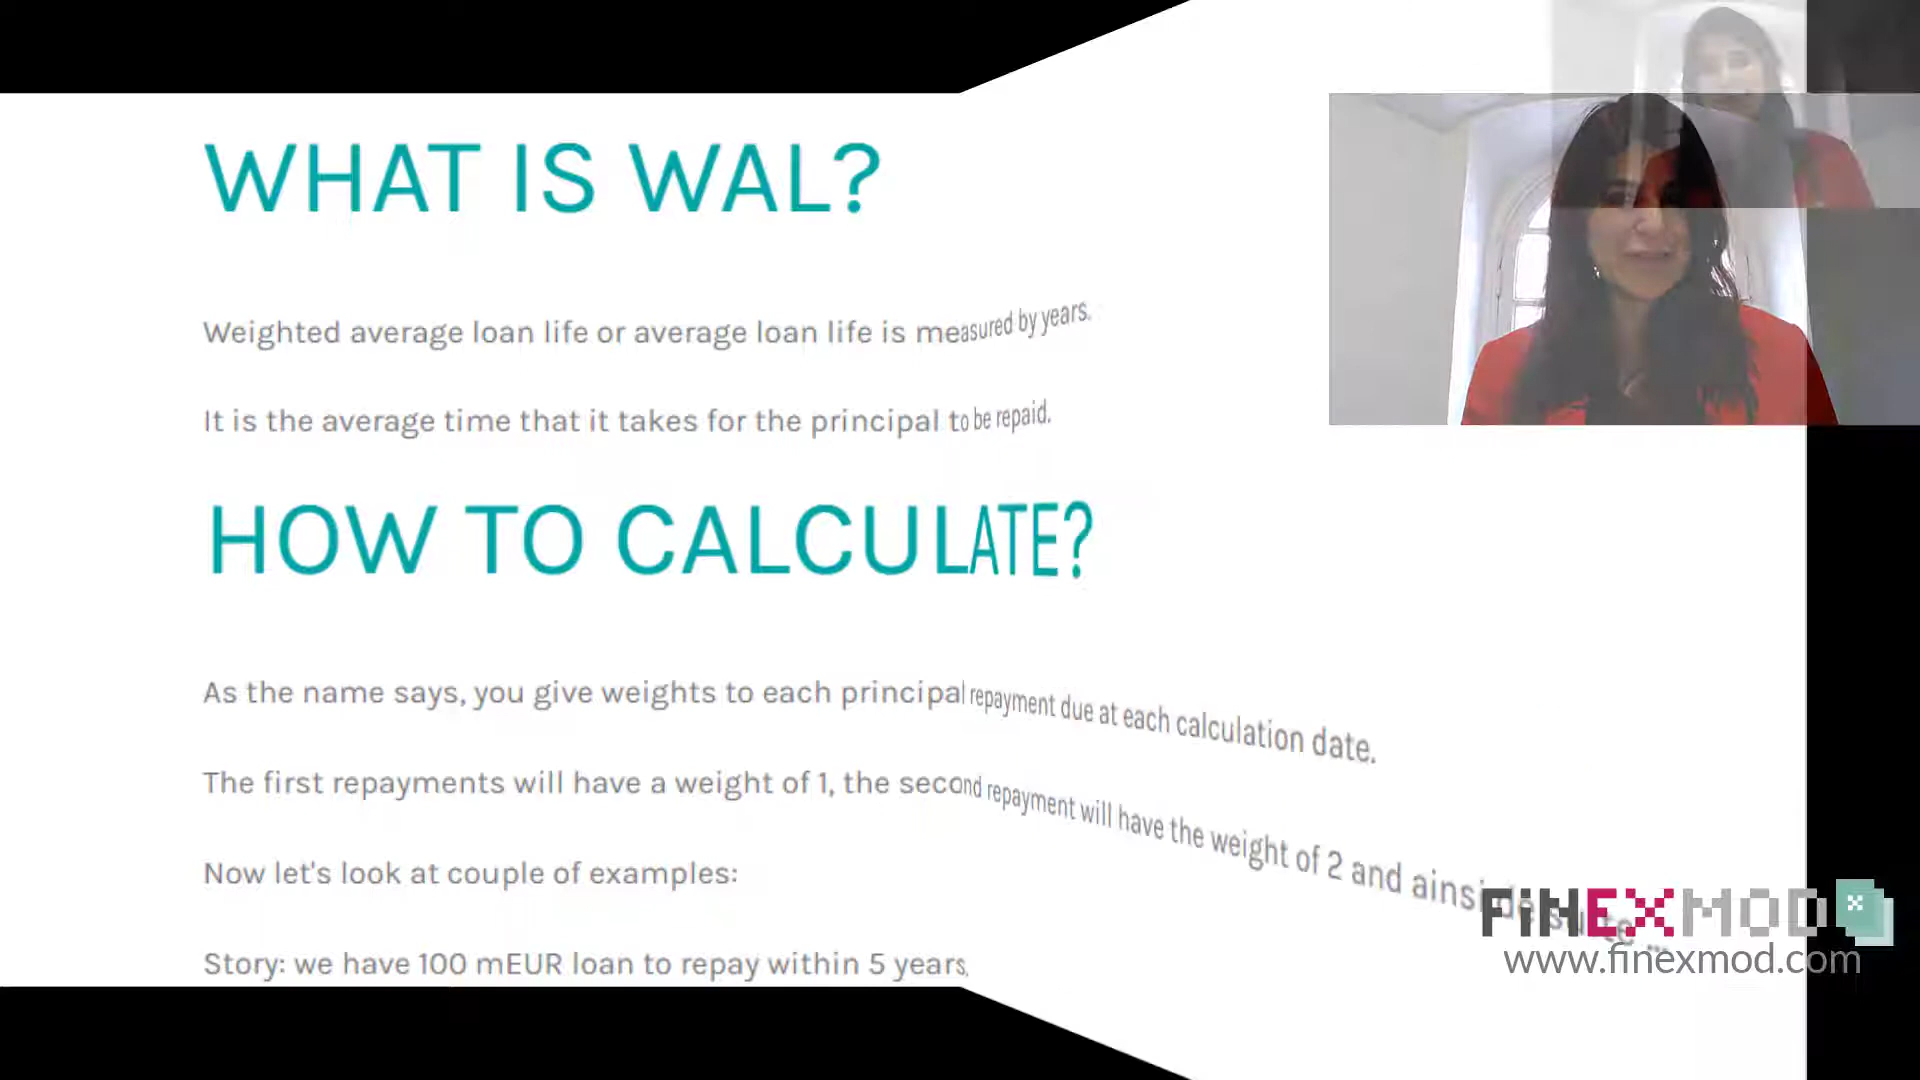 WHAT IS WAL?
Weighted average loan life or average loan life is measured by years.
It is the average time that it takes for the principal to be repaid.
HOW TO CALCULATE?
As the name says, you give weights to each principal repayment due at each calculation date.
The first repayments will have a weight of 1, the second repayment will have the weight of 2 and ainsi de suite ...
Now let's look at couple of examples:
Story: we have 100 mEUR loan to repay within 5 years,
FiNEXMOD
www.finexmod.com